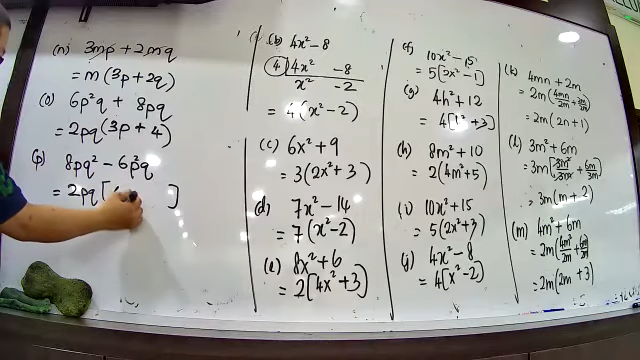 (n) 3mp + 2mq
= m(3p + 2q)
(o) 6p²q + 8pq
= 2pq(3p + 4)
(p) 8pq² - 6p²q
= 2pq[ ]
(b) 4x² - 8
4 | 4x² - 8
x² - 2
= 4(x² - 2)
(c) 6x² + 9
= 3(2x² + 3)
(d) 7x² - 14
= 7(x² - 2)
(e) 8x² + 6
= 2[4x² + 3)
(f) 10x² - 15
= 5[2x² - ]
(g) 4h² + 12
= 4[ + 3)
(h) 8m² + 10
= 2(4m² + 5)
(i) 10x² + 15
= 5(2x² + 3)
(j) 4x² - 8
= 4[x² - 2)
(k) 4mn + 2m
= 2m(4mn/2m + 2m/2m)
= 2m(2n + 1)
(l) 3m² + 6m
= 3m[3m²/3m + 6m/3m)
= 3m(m + 2)
(m) 4m² + 6m
= 2m(4m²/2m + 6m/2m)
= 2m(2m + 3)